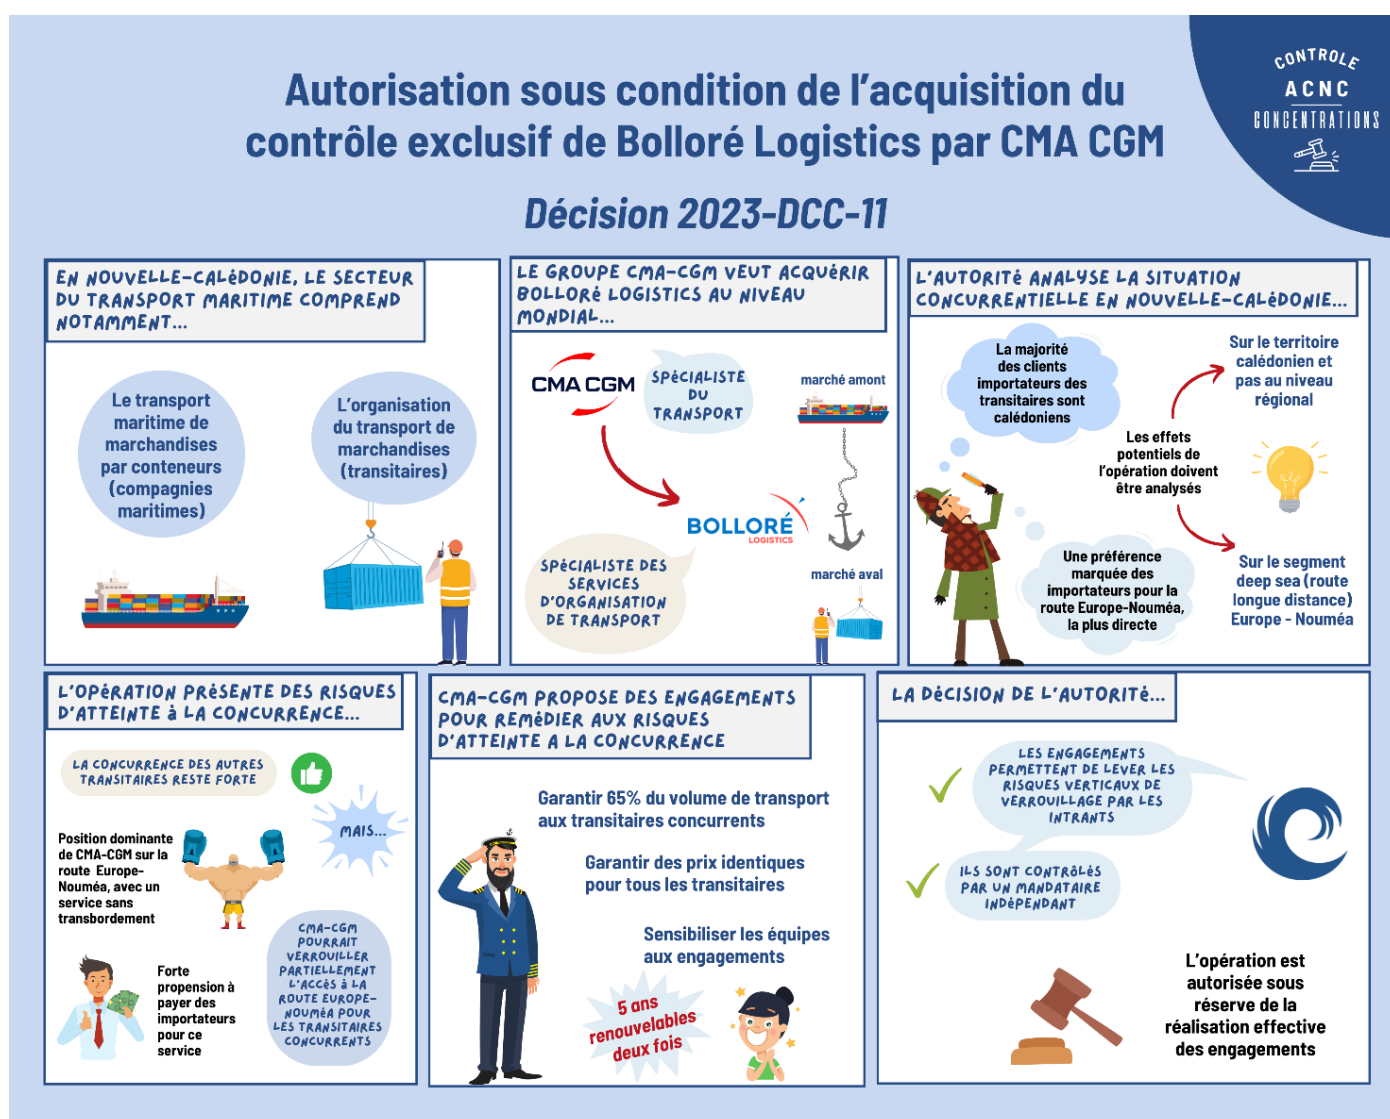 Autorisation sous condition de l'acquisition du
contrôle exclusif de Bolloré Logistics par CMA CGM
Décision 2023-DCC-11
CONTROLE
ACNC
CONCENTRATIONS
EN NOUVELLE-CALÉDONIE, LE SECTEUR
DU TRANSPORT MARITIME COMPREND
NOTAMMENT...
Le transport
maritime de
marchandises
par conteneurs
(compagnies
maritimes)
L'organisation
du transport de
marchandises
(transitaires)
LE GROUPE CMA-CGM VEUT ACQUÉRIR
BOLLORÉ LOGISTICS AU NIVEAU
MONDIAL...
CMA CGM
SPÉCIALISTE
DU
TRANSPORT
marché amont
BOLLORÉ
LOGISTICS
SPÉCIALISTE DES
SERVICES
D'ORGANISATION
DE TRANSPORT
marché aval
L'AUTORITÉ ANALYSE LA SITUATION
CONCURRENTIELLE EN NOUVELLE-CALÉDONIE...
La majorité
des clients
importateurs des
transitaires sont
calédoniens
Sur le territoire
calédonien et
pas au niveau
régional
Les effets
potentiels de
l'opération doivent
être analysés
Une préférence
marquée des
importateurs pour la
route Europe-Nouméa,
la plus directe
Sur le segment
deep sea (route
longue distance)
Europe - Nouméa
L'OPÉRATION PRÉSENTE DES RISQUES
D'ATTEINTE à LA CONCURRENCE...
LA CONCURRENCE DES AUTRES
TRANSITAIRES RESTE FORTE
MAIS...
Position dominante
de CMA-CGM sur la
route Europe-
Nouméa, avec un
service sans
transbordement
Forte
propension à
payer des
importateurs
pour ce
service
CMA-CGM
POURRAIT
VERROUILLER
PARTIELLEMENT
L'ACCÈS à LA
ROUTE EUROPE-
NOUMÉA POUR
LES TRANSITAIRES
CONCURRENTS
CMA-CGM PROPOSE DES ENGAGEMENTS
POUR REMÉDIER AUX RISQUES
D'ATTEINTE A LA CONCURRENCE
Garantir 65% du volume de transport
aux transitaires concurrents
Garantir des prix identiques
pour tous les transitaires
Sensibiliser les équipes
aux engagements
5 ans
renouvelables
deux fois
LA DÉCISION DE L'AUTORITÉ...
LES ENGAGEMENTS
PERMETTENT DE LEVER LES
RISQUES VERTICAUX DE
VERROUILLAGE PAR LES
INTRANTS
ILS SONT CONTRÔLÉS
PAR UN MANDATAIRE
INDÉPENDANT
L'opération est
autorisée sous
réserve de la
réalisation effective
des engagements